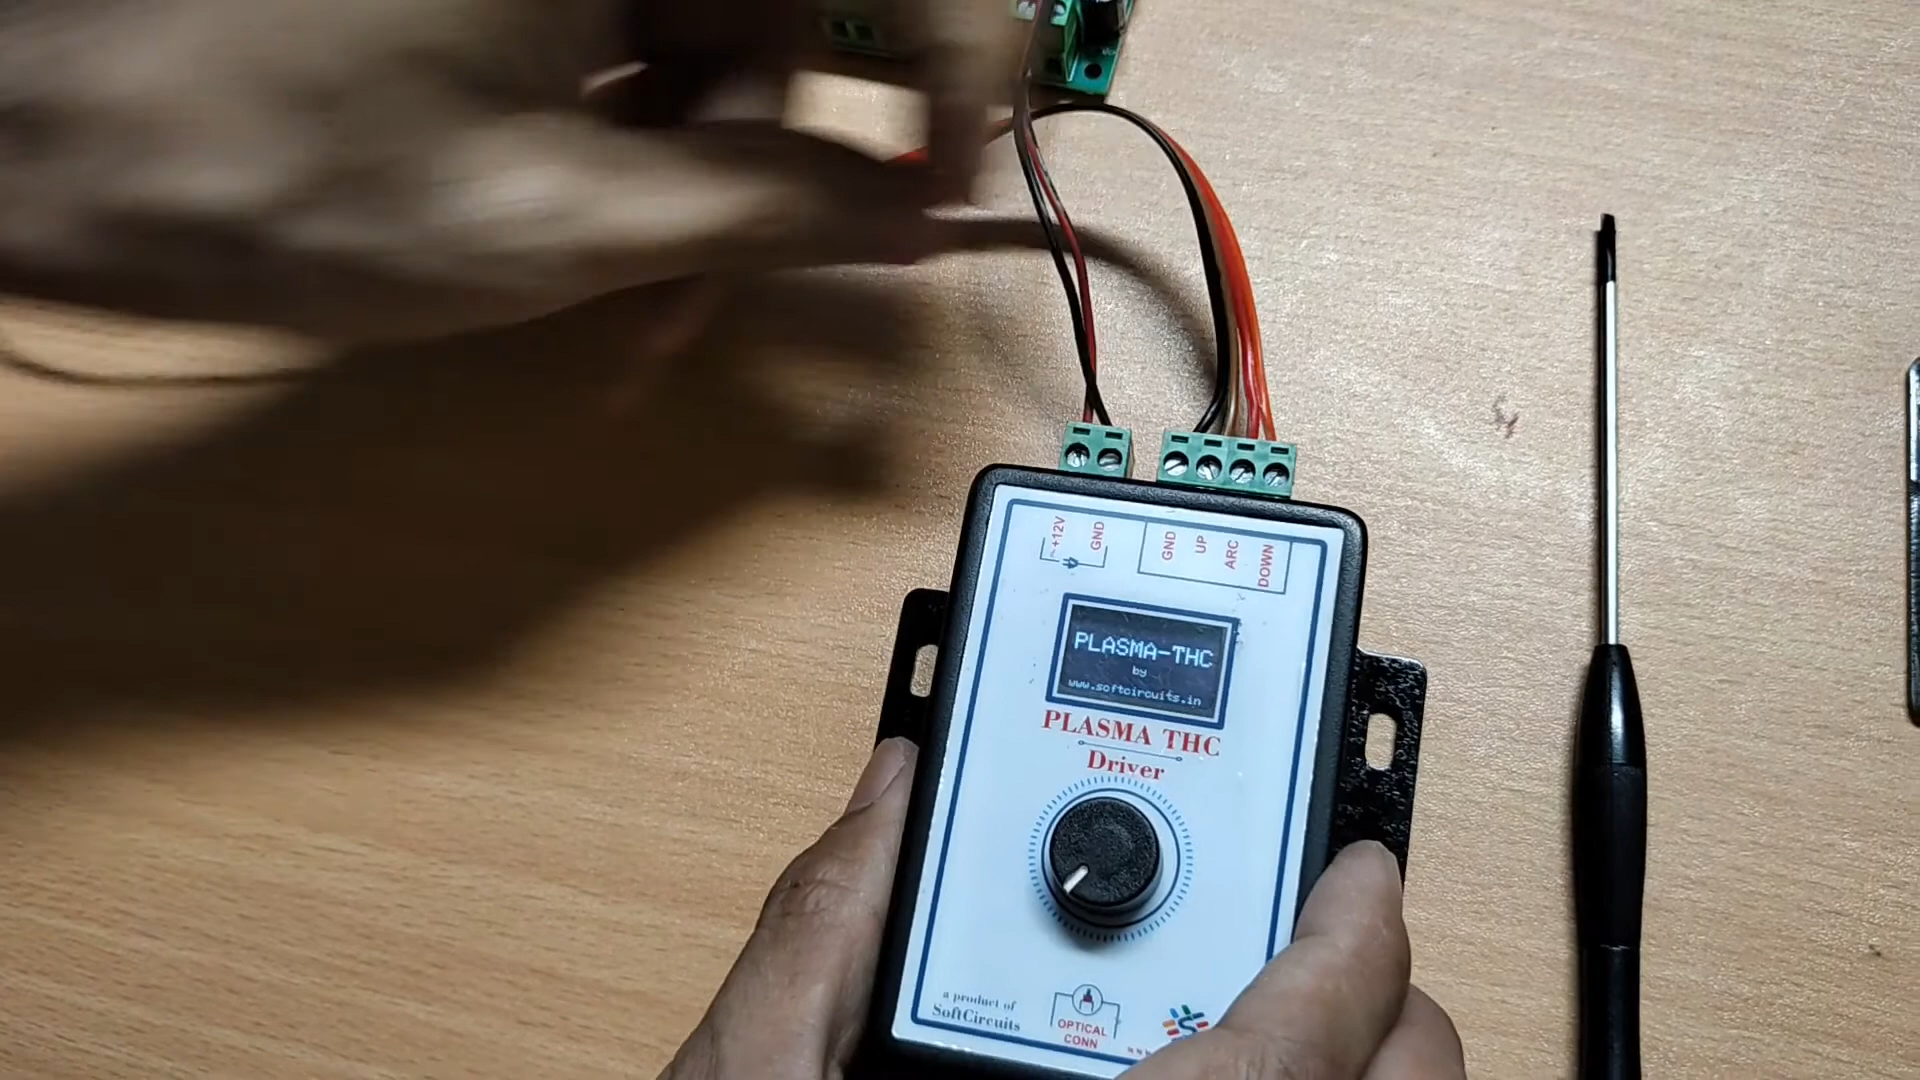 +12V
GND
GND
UP
ARC
DOWN
PLASMA-THC
by
www.softcircuits.in
PLASMA THC
Driver
a product of
SoftCircuits
OPTICAL
CONN